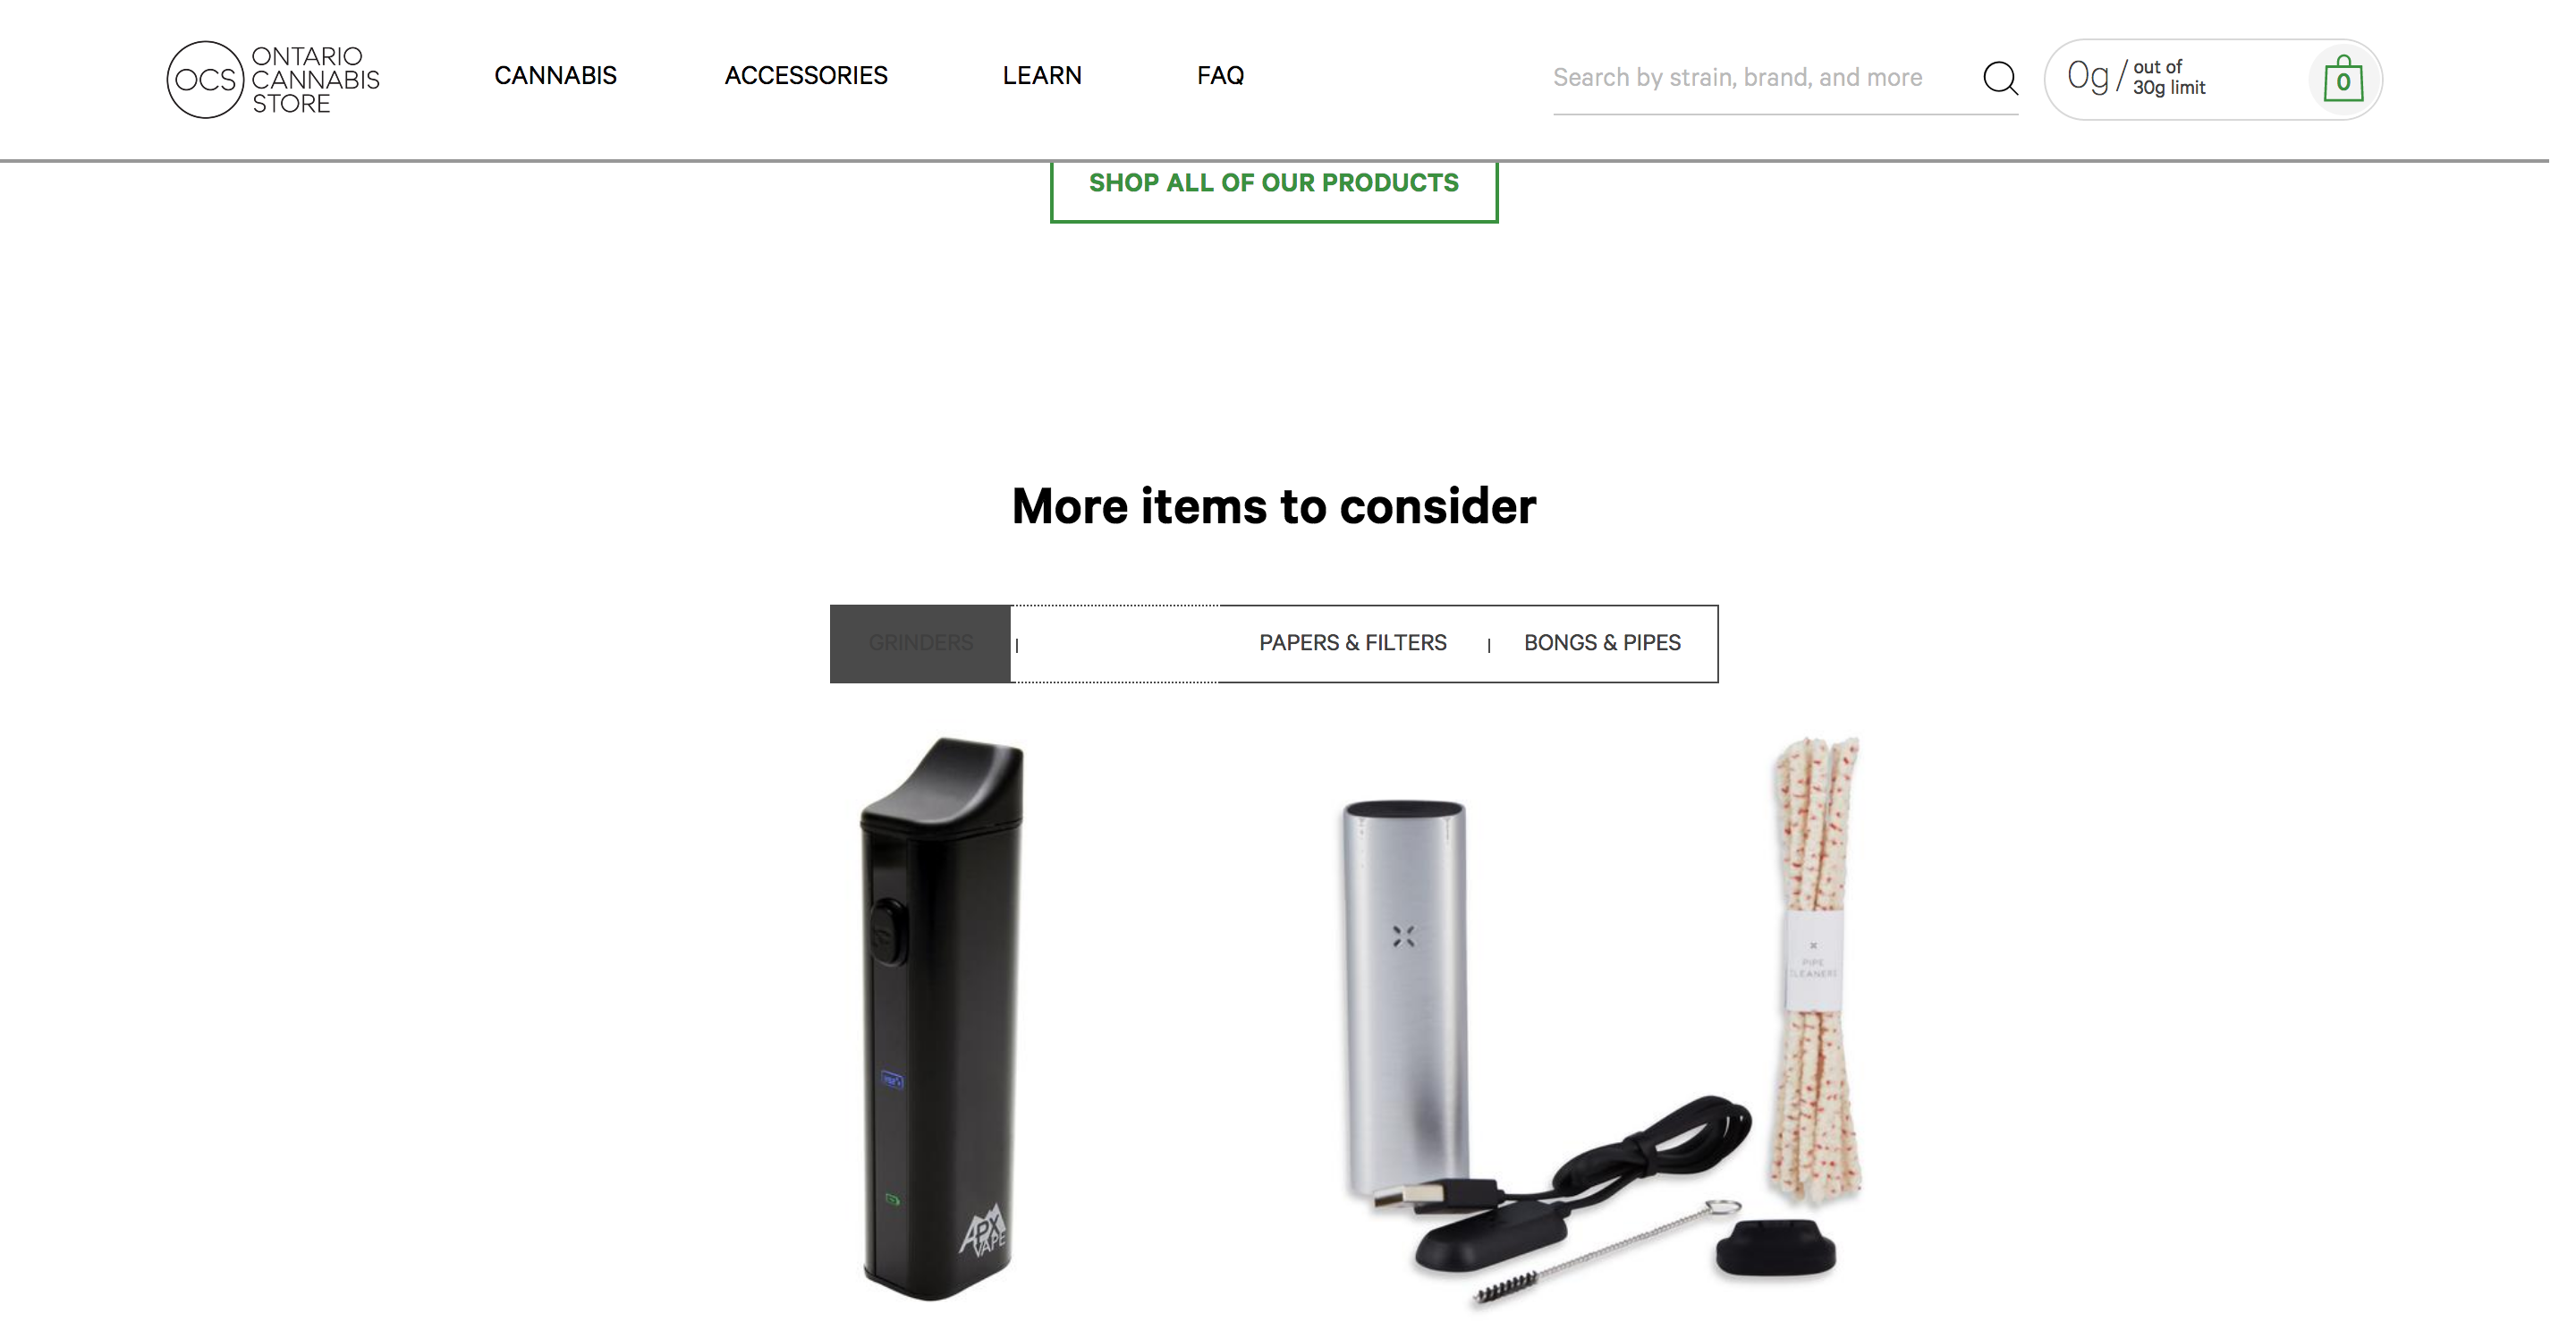 OCS
ONTARIO
CANNABIS
STORE
CANNABIS
ACCESSORIES
LEARN
FAQ
Search by strain, brand, and more
0g / out of
30g limit
0
SHOP ALL OF OUR PRODUCTS
More items to consider
GRINDERS |
PAPERS & FILTERS | BONGS & PIPES
PIPE
CLEANERS
APX
VAPE